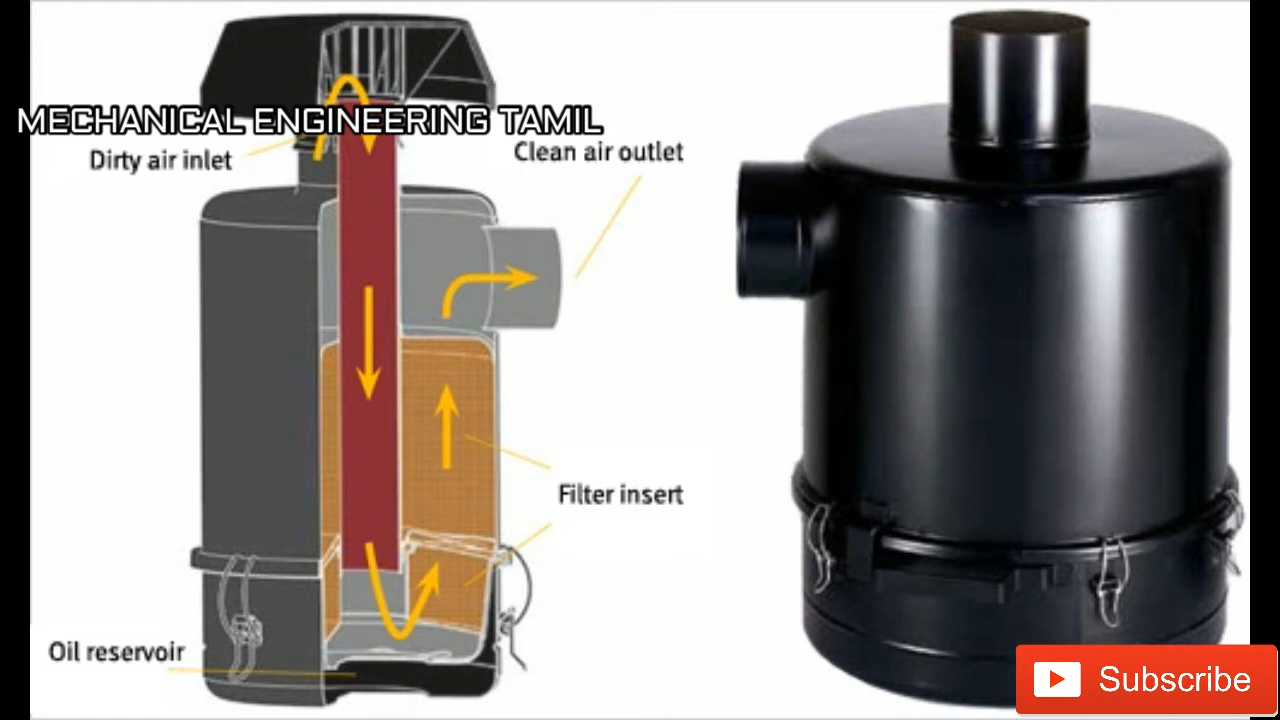 MECHANICAL ENGINEERING TAMIL
Dirty air inlet
Clean air outlet
Filter insert
Oil reservoir
Subscribe